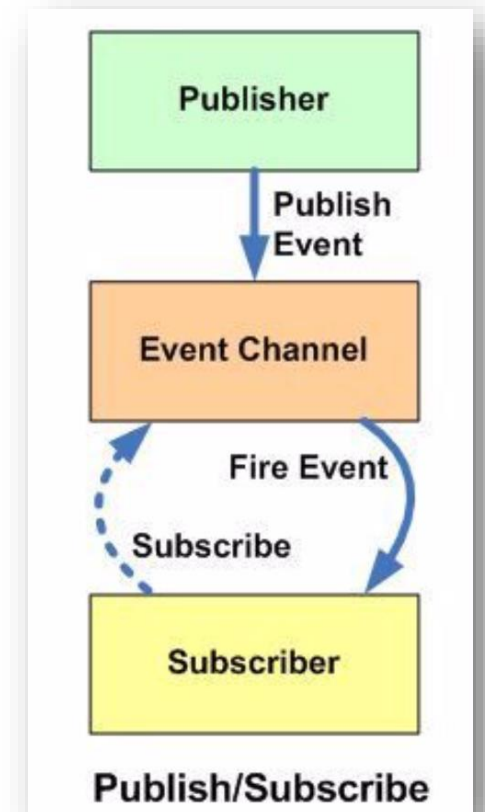 Publisher
Publish
Event
Event Channel
Fire Event
Subscribe
Subscriber
Publish/Subscribe